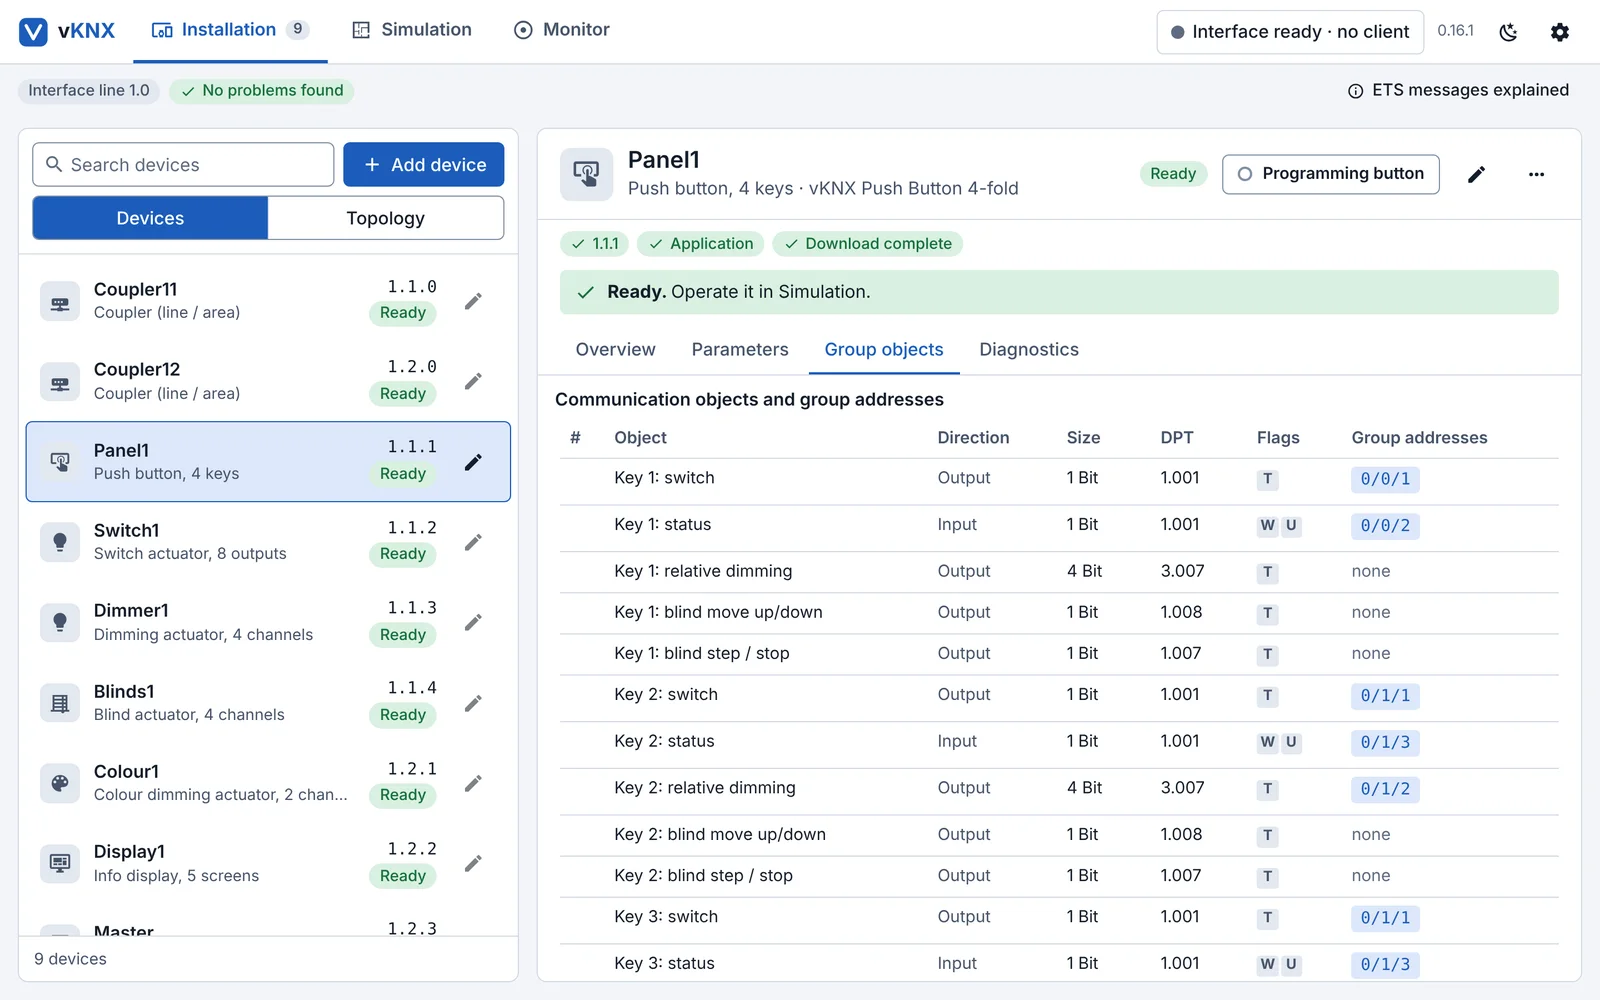 vKNX
Installation 9
Simulation
Monitor
Interface ready · no client
0.16.1
Interface line 1.0
No problems found
ETS messages explained
Search devices
+ Add device
Devices
Topology
Coupler11
1.1.0
Coupler (line / area)
Ready
Coupler12
1.2.0
Coupler (line / area)
Ready
Panel1
1.1.1
Push button, 4 keys
Ready
Switch1
1.1.2
Switch actuator, 8 outputs
Ready
Dimmer1
1.1.3
Dimming actuator, 4 channels
Ready
Blinds1
1.1.4
Blind actuator, 4 channels
Ready
Colour1
1.2.1
Colour dimming actuator, 2 chan...
Ready
Display1
1.2.2
Info display, 5 screens
Ready
Master
1.2.3
9 devices
Panel1
Push button, 4 keys · vKNX Push Button 4-fold
Ready
Programming button
1.1.1
Application
Download complete
Ready. Operate it in Simulation.
Overview
Parameters
Group objects
Diagnostics
Communication objects and group addresses
# Object Direction Size DPT Flags Group addresses
Key 1: switch Output 1 Bit 1.001 T 0/0/1
Key 1: status Input 1 Bit 1.001 W U 0/0/2
Key 1: relative dimming Output 4 Bit 3.007 T none
Key 1: blind move up/down Output 1 Bit 1.008 T none
Key 1: blind step / stop Output 1 Bit 1.007 T none
Key 2: switch Output 1 Bit 1.001 T 0/1/1
Key 2: status Input 1 Bit 1.001 W U 0/1/3
Key 2: relative dimming Output 4 Bit 3.007 T 0/1/2
Key 2: blind move up/down Output 1 Bit 1.008 T none
Key 2: blind step / stop Output 1 Bit 1.007 T none
Key 3: switch Output 1 Bit 1.001 T 0/1/1
Key 3: status Input 1 Bit 1.001 W U 0/1/3